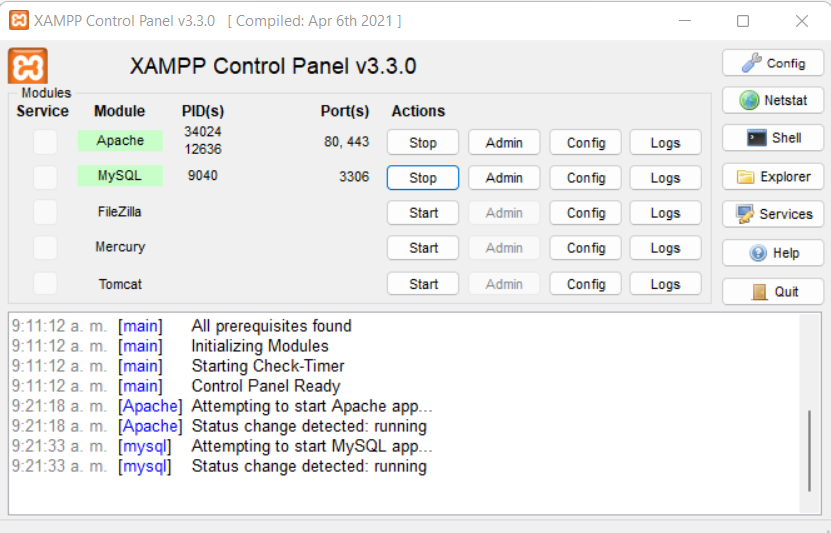 XAMPP Control Panel v3.3.0 [ Compiled: Apr 6th 2021 ]
XAMPP Control Panel v3.3.0
Config
Modules
Service Module PID(s) Port(s) Actions
Netstat
Apache 34024 12636 80, 443 Stop Admin Config Logs
Shell
MySQL 9040 3306 Stop Admin Config Logs
Explorer
FileZilla Start Admin Config Logs
Services
Mercury Start Admin Config Logs
Help
Tomcat Start Admin Config Logs
Quit
9:11:12 a. m. [main] All prerequisites found
9:11:12 a. m. [main] Initializing Modules
9:11:12 a. m. [main] Starting Check-Timer
9:11:12 a. m. [main] Control Panel Ready
9:21:18 a. m. [Apache] Attempting to start Apache app...
9:21:18 a. m. [Apache] Status change detected: running
9:21:33 a. m. [mysql] Attempting to start MySQL app...
9:21:33 a. m. [mysql] Status change detected: running